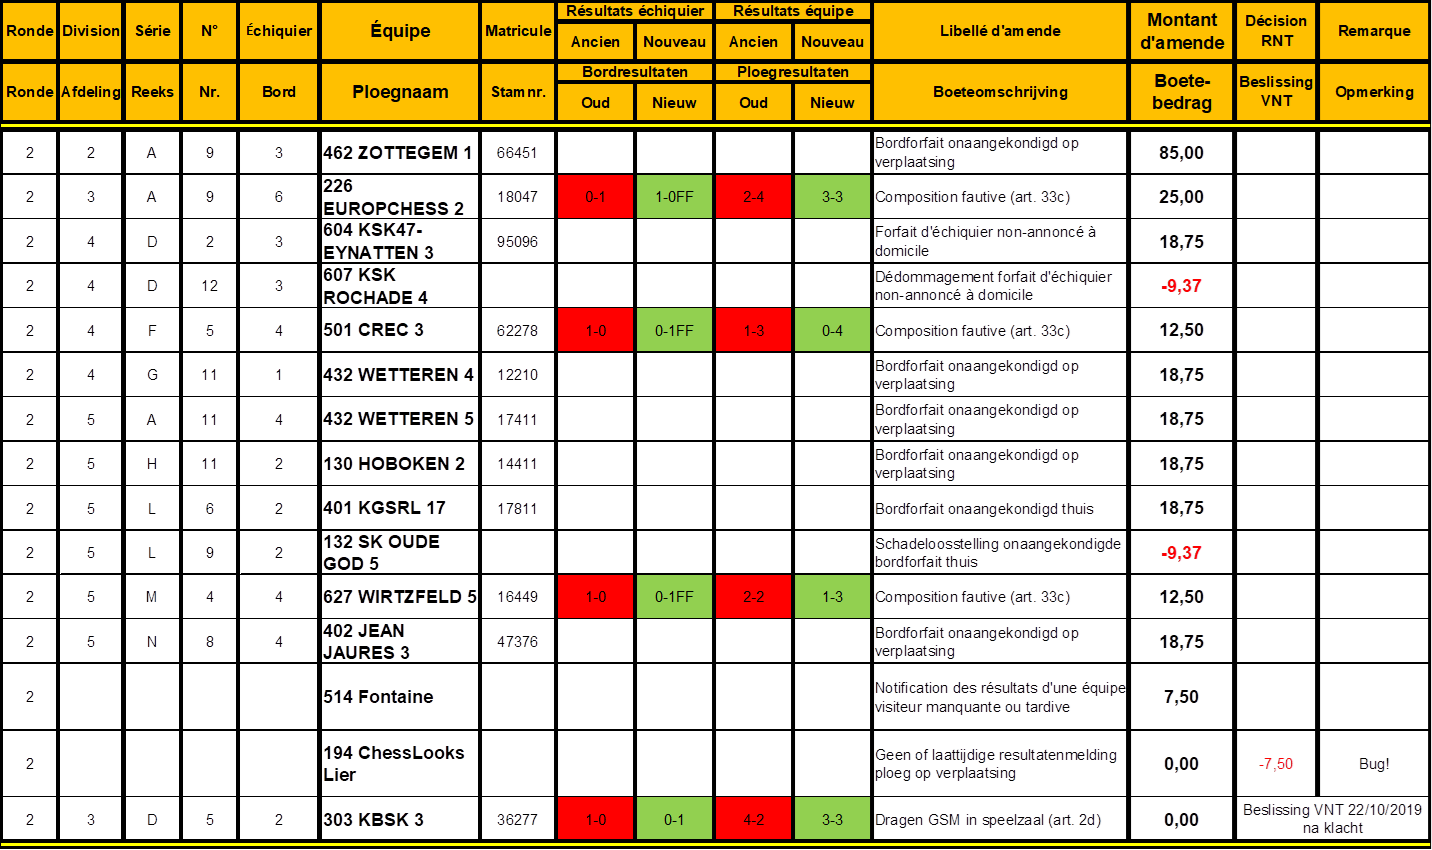 Ronde Division Série N° Échiquier Équipe Matricule Résultats échiquier Résultats équipe Libellé d'amende Montant d'amende Décision RNT Remarque
Ancien Nouveau Ancien Nouveau
Ronde Afdeling Reeks Nr. Bord Ploegnaam Stamnr. Bordresultaten Ploegresultaten Boeteomschrijving Boete-bedrag Beslissing VNT Opmerking
Oud Nieuw Oud Nieuw
2 2 A 9 3 462 ZOTTEGEM 1 66451 Bordforfait onaangekondigd op verplaatsing 85,00
2 3 A 9 6 226 EUROPCHESS 2 18047 0-1 1-0FF 2-4 3-3 Composition fautive (art. 33c) 25,00
2 4 D 2 3 604 KSK47-EYNATTEN 3 95096 Forfait d'échiquier non-annoncé à domicile 18,75
2 4 D 12 3 607 KSK ROCHADE 4 Dédommagement forfait d'échiquier non-annoncé à domicile -9,37
2 4 F 5 4 501 CREC 3 62278 1-0 0-1FF 1-3 0-4 Composition fautive (art. 33c) 12,50
2 4 G 11 1 432 WETTEREN 4 12210 Bordforfait onaangekondigd op verplaatsing 18,75
2 5 A 11 4 432 WETTEREN 5 17411 Bordforfait onaangekondigd op verplaatsing 18,75
2 5 H 11 2 130 HOBOKEN 2 14411 Bordforfait onaangekondigd op verplaatsing 18,75
2 5 L 6 2 401 KGSRL 17 17811 Bordforfait onaangekondigd thuis 18,75
2 5 L 9 2 132 SK OUDE GOD 5 Schadeloosstelling onaangekondigde bordforfait thuis -9,37
2 5 M 4 4 627 WIRTZFELD 5 16449 1-0 0-1FF 2-2 1-3 Composition fautive (art. 33c) 12,50
2 5 N 8 4 402 JEAN JAURES 3 47376 Bordforfait onaangekondigd op verplaatsing 18,75
2 514 Fontaine Notification des résultats d'une équipe visiteur manquante ou tardive 7,50
2 194 ChessLooks Lier Geen of laattijdige resultatenmelding ploeg op verplaatsing 0,00 -7,50 Bug!
2 3 D 5 2 303 KBSK 3 36277 1-0 0-1 4-2 3-3 Dragen GSM in speelzaal (art. 2d) 0,00 Beslissing VNT 22/10/2019 na klacht